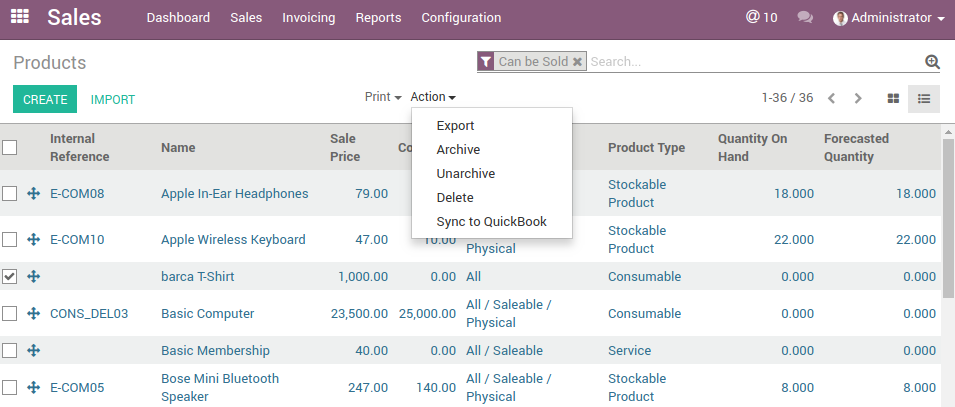 Sales Dashboard Sales Invoicing Reports Configuration @ 10 Administrator
Products Can be Sold Search...
CREATE IMPORT Print Action 1-36 / 36
Export
Archive
Unarchive
Delete
Sync to QuickBook
Internal Reference Name Sale Price Co Product Type Quantity On Hand Forecasted Quantity
E-COM08 Apple In-Ear Headphones 79.00 Stockable Product 18.000 18.000
E-COM10 Apple Wireless Keyboard 47.00 10.00 Physical Stockable Product 22.000 22.000
barca T-Shirt 1,000.00 0.00 All Consumable 0.000 0.000
CONS_DEL03 Basic Computer 23,500.00 25,000.00 All / Saleable / Physical Consumable 0.000 0.000
Basic Membership 40.00 0.00 All / Saleable Service 0.000 0.000
E-COM05 Bose Mini Bluetooth Speaker 247.00 140.00 All / Saleable / Physical Stockable Product 8.000 8.000